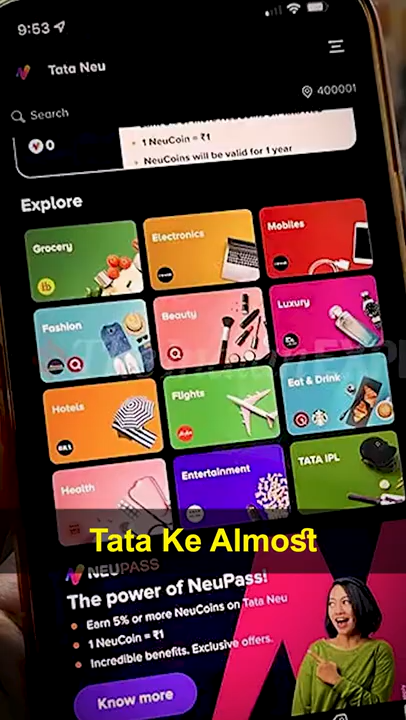 9:53
Tata Neu
400001
Search
0
1 NeuCoin = ₹1
NeuCoins will be valid for 1 year
Explore
Grocery
Electronics
Mobiles
Fashion
Beauty
Luxury
Hotels
Flights
Eat & Drink
Health
Entertainment
TATA IPL
Tata Ke Almost
NEUPASS
The power of NeuPass!
Earn 5% or more NeuCoins on Tata Neu
1 NeuCoin = ₹1
Incredible benefits. Exclusive offers.
Know more